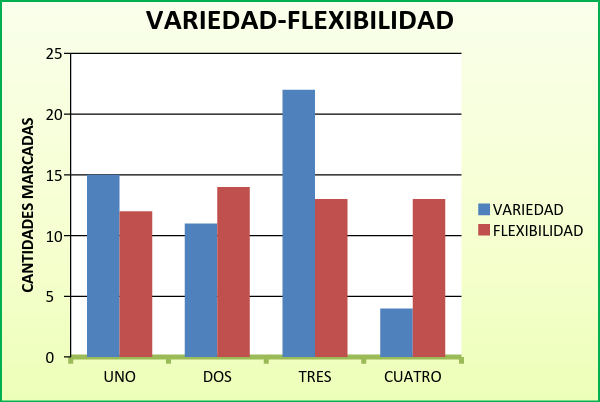 VARIEDAD-FLEXIBILIDAD
CANTIDADES MARCADAS
25
20
15
10
5
0
UNO DOS TRES CUATRO
VARIEDAD
FLEXIBILIDAD